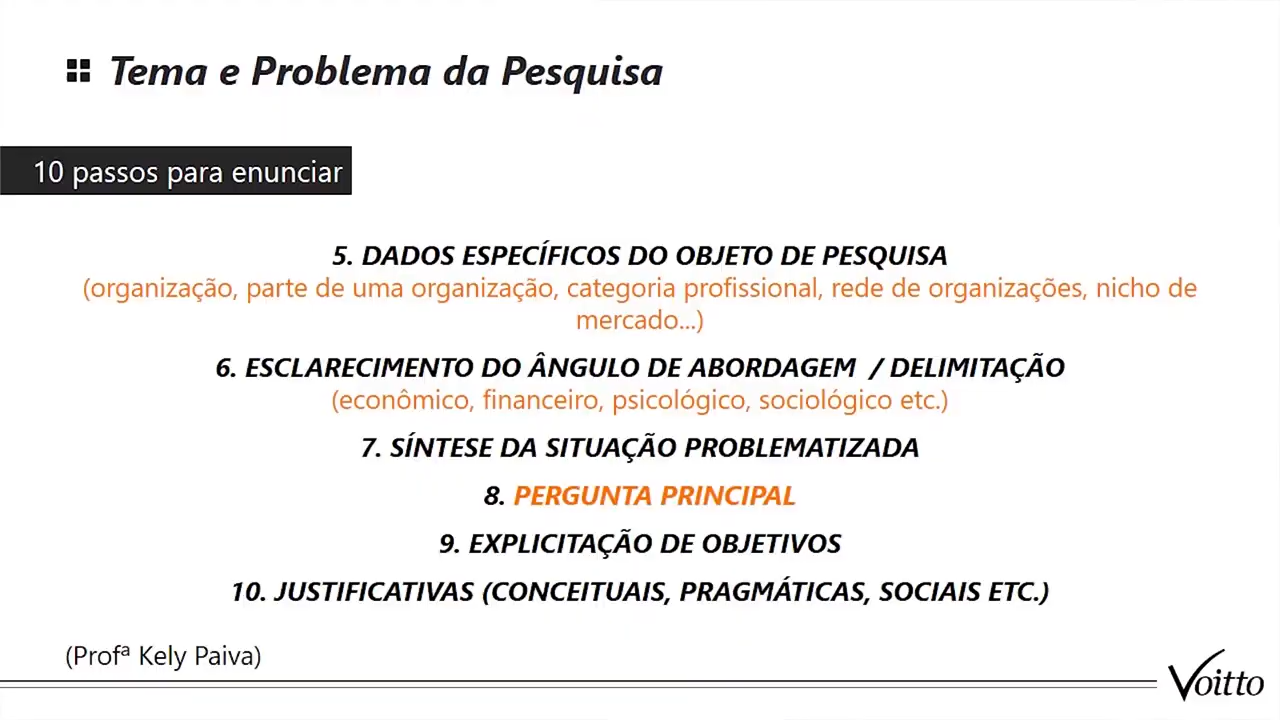 Tema e Problema da Pesquisa
10 passos para enunciar
5. DADOS ESPECÍFICOS DO OBJETO DE PESQUISA
(organização, parte de uma organização, categoria profissional, rede de organizações, nicho de
mercado...)
6. ESCLARECIMENTO DO ÂNGULO DE ABORDAGEM / DELIMITAÇÃO
(econômico, financeiro, psicológico, sociológico etc.)
7. SÍNTESE DA SITUAÇÃO PROBLEMATIZADA
8. PERGUNTA PRINCIPAL
9. EXPLICITAÇÃO DE OBJETIVOS
10. JUSTIFICATIVAS (CONCEITUAIS, PRAGMÁTICAS, SOCIAIS ETC.)
(Profª Kely Paiva)
Voitto